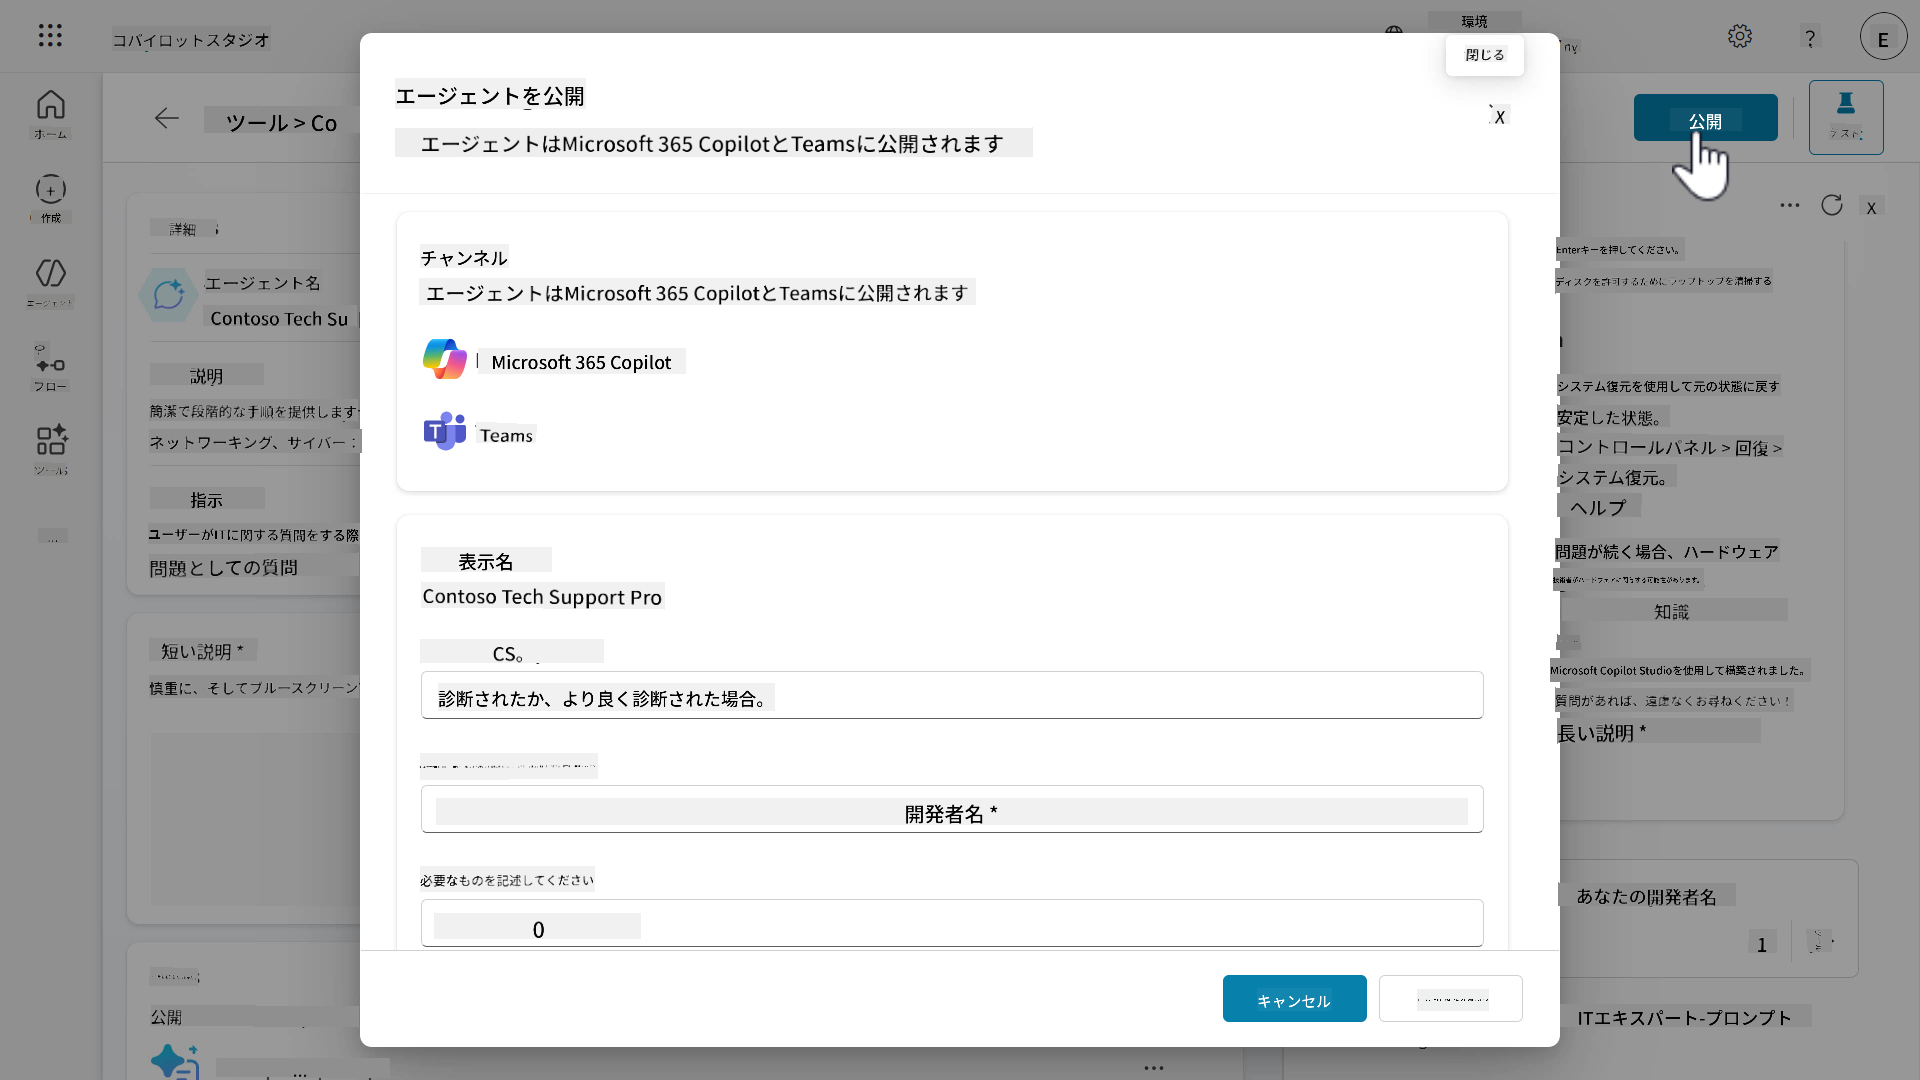 コバイロットスタジオ
環境
閉じる
?
E
ツール > Co
公開
ホーム
作成
フロー
エージェントを公開
エージェントはMicrosoft 365 CopilotとTeamsに公開されます
X
チャンネル
エージェントはMicrosoft 365 CopilotとTeamsに公開されます
Microsoft 365 Copilot
Teams
表示名
Contoso Tech Support Pro
CS。
診断されたか、より良く診断された場合。
開発者名 *
必要なものを記述してください
0
キャンセル
詳細
エージェント名
Contoso Tech Su
説明
簡潔で段階的な手順を提供します
ネットワーキング、サイバー：
指示
ユーザーがITに関する質問をする際
問題としての質問
短い説明 *
慎重に、そしてブルースクリーン
公開
X
Enterキーを押してください。
ディスクを許可するためにラップトップを清掃する
システム復元を使用して元の状態に戻す
安定した状態。
コントロールパネル > 回復 >
システム復元。
ヘルプ
問題が続く場合、ハードウェア
知識
Microsoft Copilot Studioを使用して構築されました。
質問があれば、遠慮なくお尋ねください！
長い説明 *
あなたの開発者名
1
ITエキスパート-プロンプト